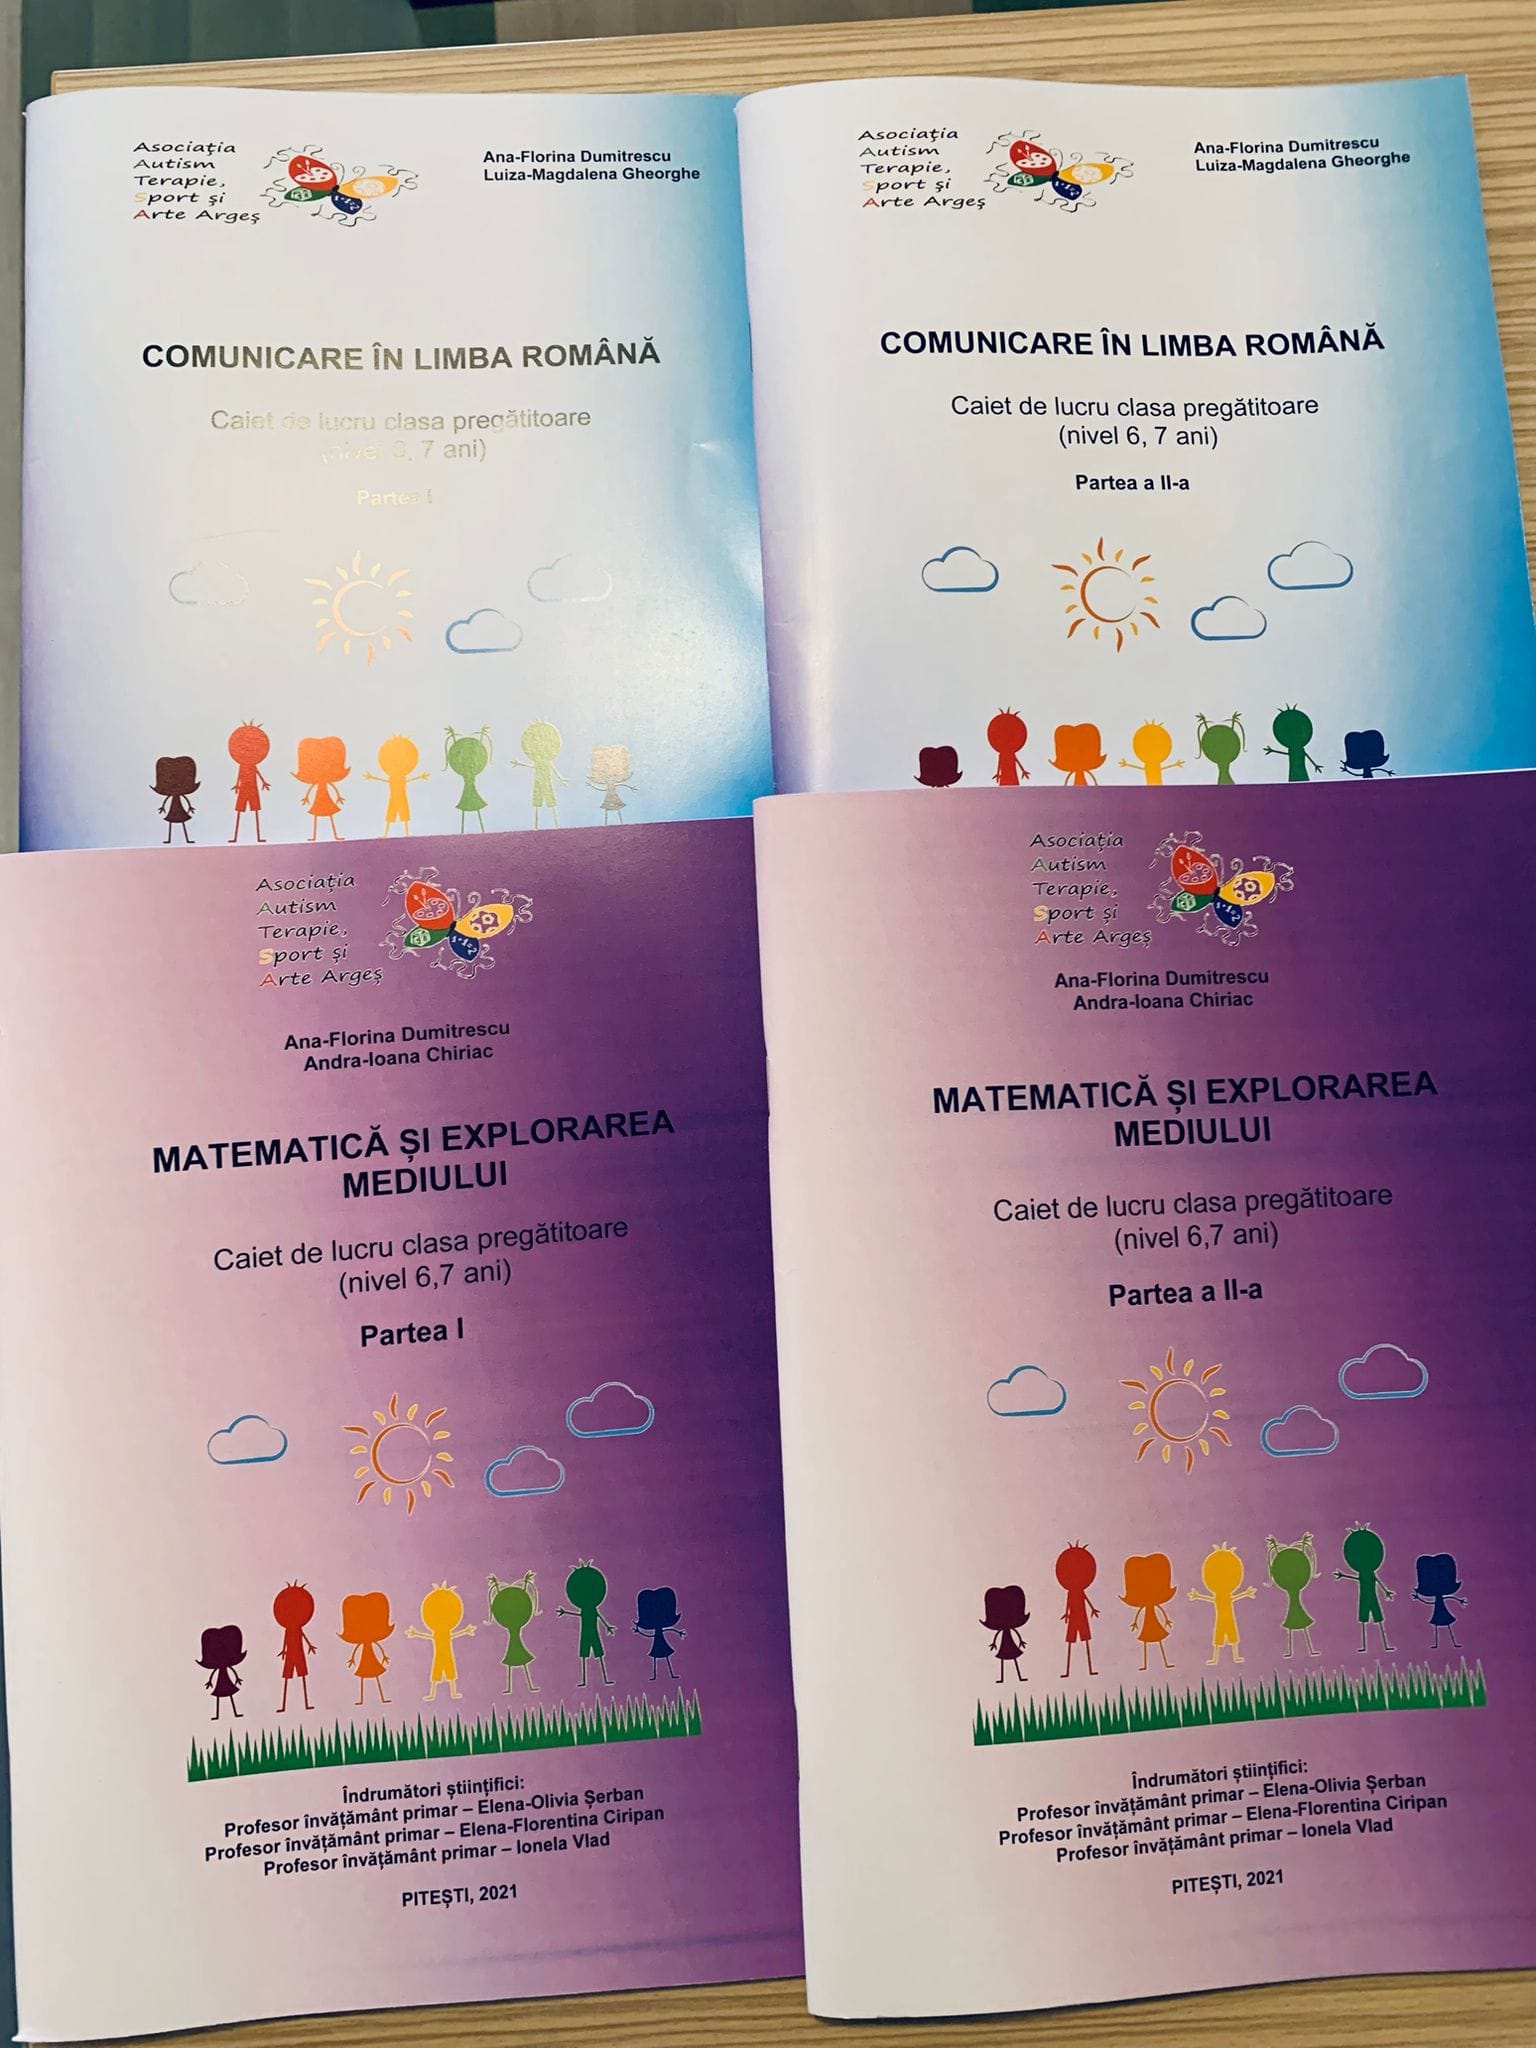 Asociația
Autism
Terapie,
Sport și
Arte Argeș
Ana-Florina Dumitrescu
Luiza-Magdalena Gheorghe
COMUNICARE ÎN LIMBA ROMÂNĂ
Caiet de lucru clasa pregătitoare
(nivel 6, 7 ani)
Partea I
Asociația
Autism
Terapie,
Sport și
Arte Argeș
Ana-Florina Dumitrescu
Luiza-Magdalena Gheorghe
COMUNICARE ÎN LIMBA ROMÂNĂ
Caiet de lucru clasa pregătitoare
(nivel 6, 7 ani)
Partea a II-a
Asociația
Autism
Terapie,
Sport și
Arte Argeș
Ana-Florina Dumitrescu
Andra-Ioana Chiriac
MATEMATICĂ ȘI EXPLORAREA
MEDIULUI
Caiet de lucru clasa pregătitoare
(nivel 6,7 ani)
Partea I
Îndrumători științifici:
Profesor învățământ primar – Elena-Olivia Șerban
Profesor învățământ primar – Elena-Florentina Ciripan
Profesor învățământ primar – Ionela Vlad
PITEȘTI, 2021
Asociația
Autism
Terapie,
Sport și
Arte Argeș
Ana-Florina Dumitrescu
Andra-Ioana Chiriac
MATEMATICĂ ȘI EXPLORAREA
MEDIULUI
Caiet de lucru clasa pregătitoare
(nivel 6,7 ani)
Partea a II-a
Îndrumători științifici:
Profesor învățământ primar – Elena-Olivia Șerban
Profesor învățământ primar – Elena-Florentina Ciripan
Profesor învățământ primar – Ionela Vlad
PITEȘTI, 2021